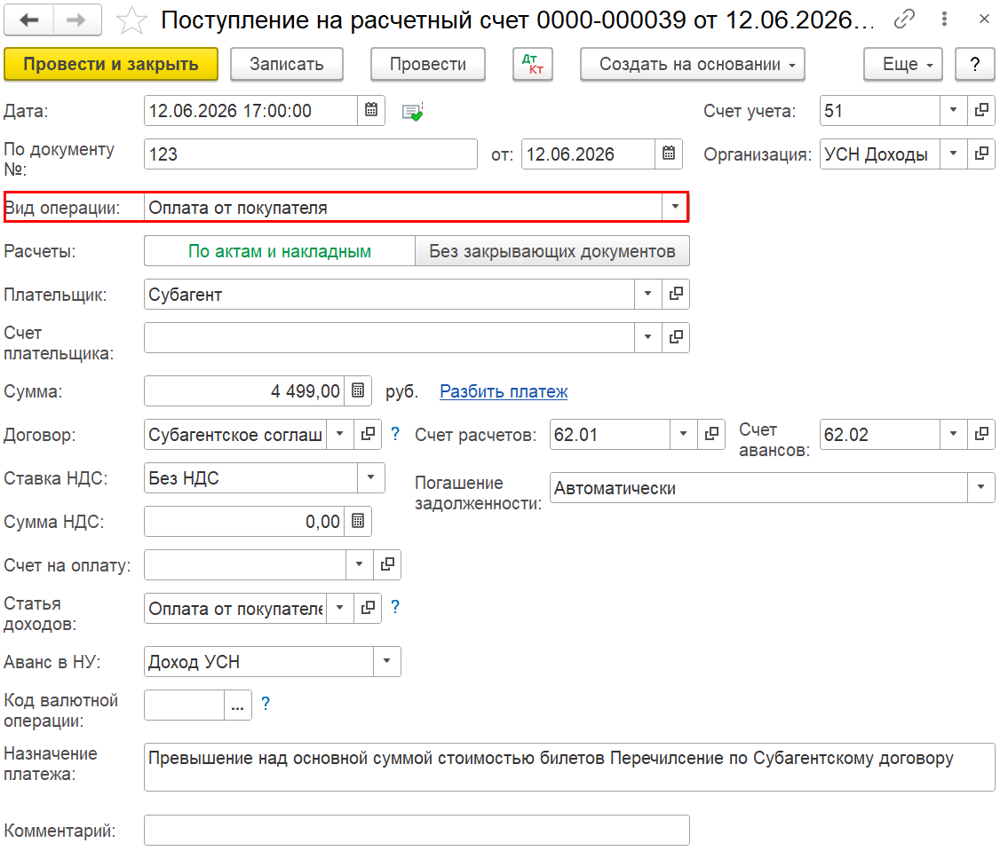 Поступление на расчетный счет 0000-000039 от 12.06.2026...
Провести и закрыть Записать Провести Дт Кт Создать на основании Еще ?
Дата: 12.06.2026 17:00:00 Счет учета: 51
По документу №: 123 от: 12.06.2026 Организация: УСН Доходы
Вид операции: Оплата от покупателя
Расчеты: По актам и накладным Без закрывающих документов
Плательщик: Субагент
Счет плательщика:
Сумма: 4 499,00 руб. Разбить платеж
Договор: Субагентское соглаш ? Счет расчетов: 62.01 Счет авансов: 62.02
Ставка НДС: Без НДС Погашение задолженности: Автоматически
Сумма НДС: 0,00
Счет на оплату:
Статья доходов: Оплата от покупателе ?
Аванс в НУ: Доход УСН
Код валютной операции: ... ?
Назначение платежа: Превышение над основной суммой стоимостью билетов Перечилсение по Субагентскому договору
Комментарий: